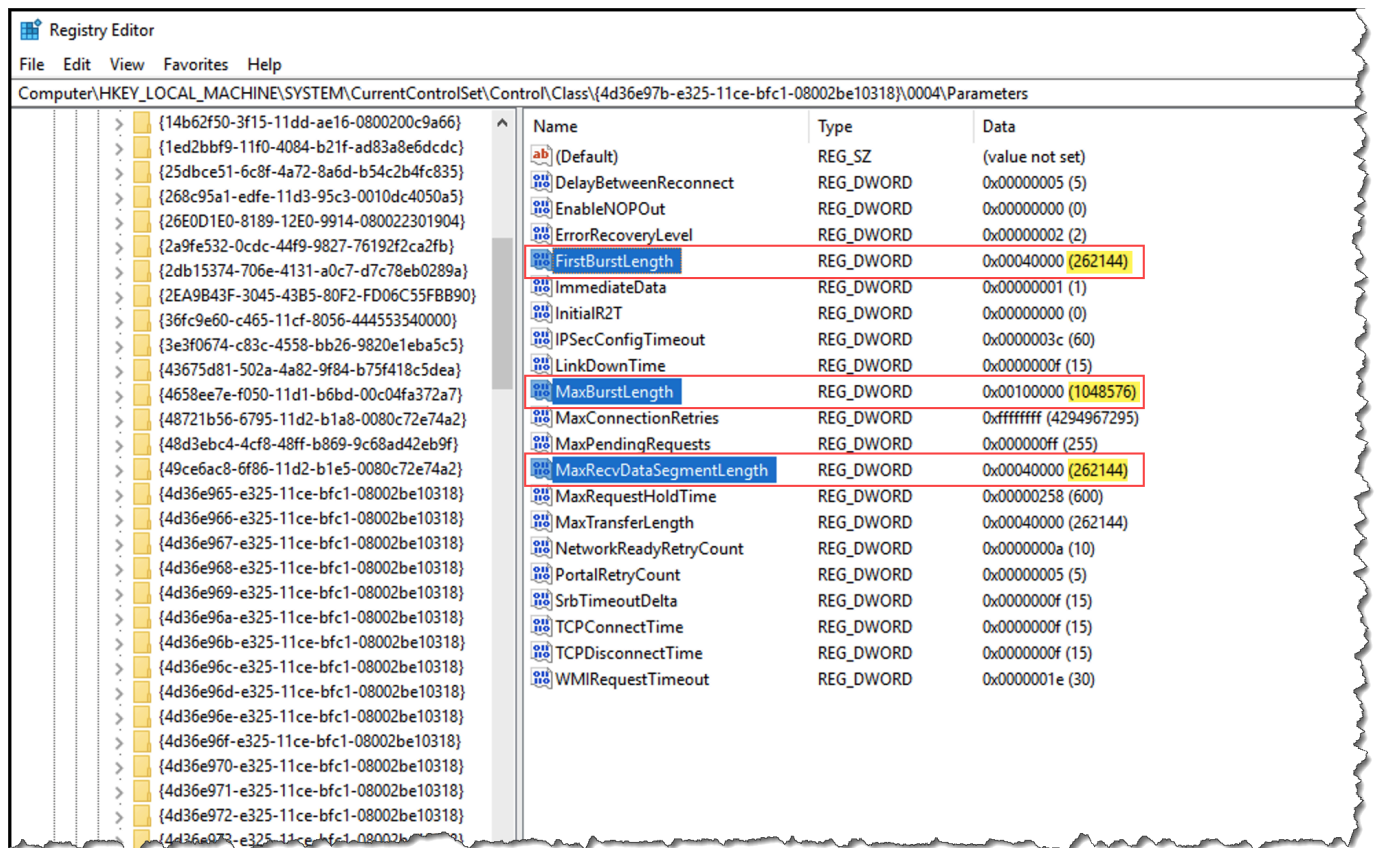 Registry Editor
File Edit View Favorites Help
Computer\HKEY_LOCAL_MACHINE\SYSTEM\CurrentControlSet\Control\Class\{4d36e97b-e325-11ce-bfc1-08002be10318}\0004\Parameters
{14b62f50-3f15-11dd-ae16-0800200c9a66}
{1ed2bbf9-11f0-4084-b21f-ad83a8e6dcdc}
{25dbce51-6c8f-4a72-8a6d-b54c2b4fc835}
{268c95a1-edfe-11d3-95c3-0010dc4050a5}
{26E0D1E0-8189-12E0-9914-080022301904}
{2a9fe532-0cdc-44f9-9827-76192f2ca2fb}
{2db15374-706e-4131-a0c7-d7c78eb0289a}
{2EA9B43F-3045-43B5-80F2-FD06C55FBB90}
{36fc9e60-c465-11cf-8056-444553540000}
{3e3f0674-c83c-4558-bb26-9820e1eba5c5}
{43675d81-502a-4a82-9f84-b75f418c5dea}
{4658ee7e-f050-11d1-b6bd-00c04fa372a7}
{48721b56-6795-11d2-b1a8-0080c72e74a2}
{48d3ebc4-4cf8-48ff-b869-9c68ad42eb9f}
{49ce6ac8-6f86-11d2-b1e5-0080c72e74a2}
{4d36e965-e325-11ce-bfc1-08002be10318}
{4d36e966-e325-11ce-bfc1-08002be10318}
{4d36e967-e325-11ce-bfc1-08002be10318}
{4d36e968-e325-11ce-bfc1-08002be10318}
{4d36e969-e325-11ce-bfc1-08002be10318}
{4d36e96a-e325-11ce-bfc1-08002be10318}
{4d36e96b-e325-11ce-bfc1-08002be10318}
{4d36e96c-e325-11ce-bfc1-08002be10318}
{4d36e96d-e325-11ce-bfc1-08002be10318}
{4d36e96e-e325-11ce-bfc1-08002be10318}
{4d36e96f-e325-11ce-bfc1-08002be10318}
{4d36e970-e325-11ce-bfc1-08002be10318}
{4d36e971-e325-11ce-bfc1-08002be10318}
{4d36e972-e325-11ce-bfc1-08002be10318}
Name Type Data
(Default) REG_SZ (value not set)
DelayBetweenReconnect REG_DWORD 0x00000005 (5)
EnableNOPOut REG_DWORD 0x00000000 (0)
ErrorRecoveryLevel REG_DWORD 0x00000002 (2)
FirstBurstLength REG_DWORD 0x00040000 (262144)
ImmediateData REG_DWORD 0x00000001 (1)
InitialR2T REG_DWORD 0x00000000 (0)
IPSecConfigTimeout REG_DWORD 0x0000003c (60)
LinkDownTime REG_DWORD 0x0000000f (15)
MaxBurstLength REG_DWORD 0x00100000 (1048576)
MaxConnectionRetries REG_DWORD 0xffffffff (4294967295)
MaxPendingRequests REG_DWORD 0x000000ff (255)
MaxRecvDataSegmentLength REG_DWORD 0x00040000 (262144)
MaxRequestHoldTime REG_DWORD 0x00000258 (600)
MaxTransferLength REG_DWORD 0x00040000 (262144)
NetworkReadyRetryCount REG_DWORD 0x0000000a (10)
PortalRetryCount REG_DWORD 0x00000005 (5)
SrbTimeoutDelta REG_DWORD 0x0000000f (15)
TCPConnectTime REG_DWORD 0x0000000f (15)
TCPDisconnectTime REG_DWORD 0x0000000f (15)
WMIRequestTimeout REG_DWORD 0x0000001e (30)